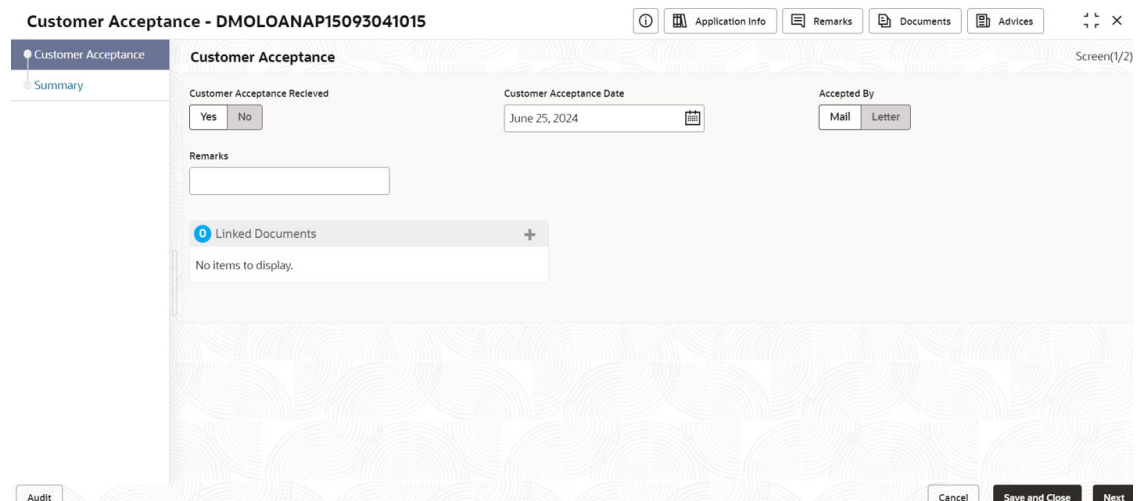 Customer Acceptance - DMOLOANAP15093041015
Application Info
Remarks
Documents
Advices
Customer Acceptance
Summary
Customer Acceptance
Screen(1/2)
Customer Acceptance Recieved
Customer Acceptance Date
Accepted By
Yes No
June 25, 2024
Mail Letter
Remarks
0 Linked Documents
No items to display.
Audit
Cancel
Save and Close
Next